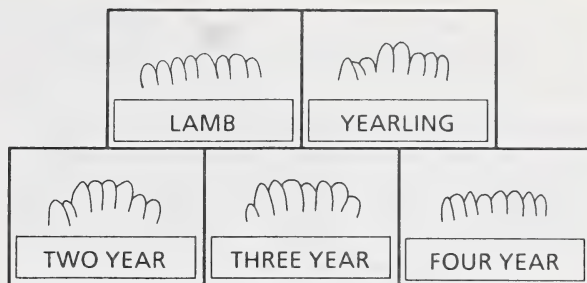 LAMB
YEARLING
TWO YEAR
THREE YEAR
FOUR YEAR